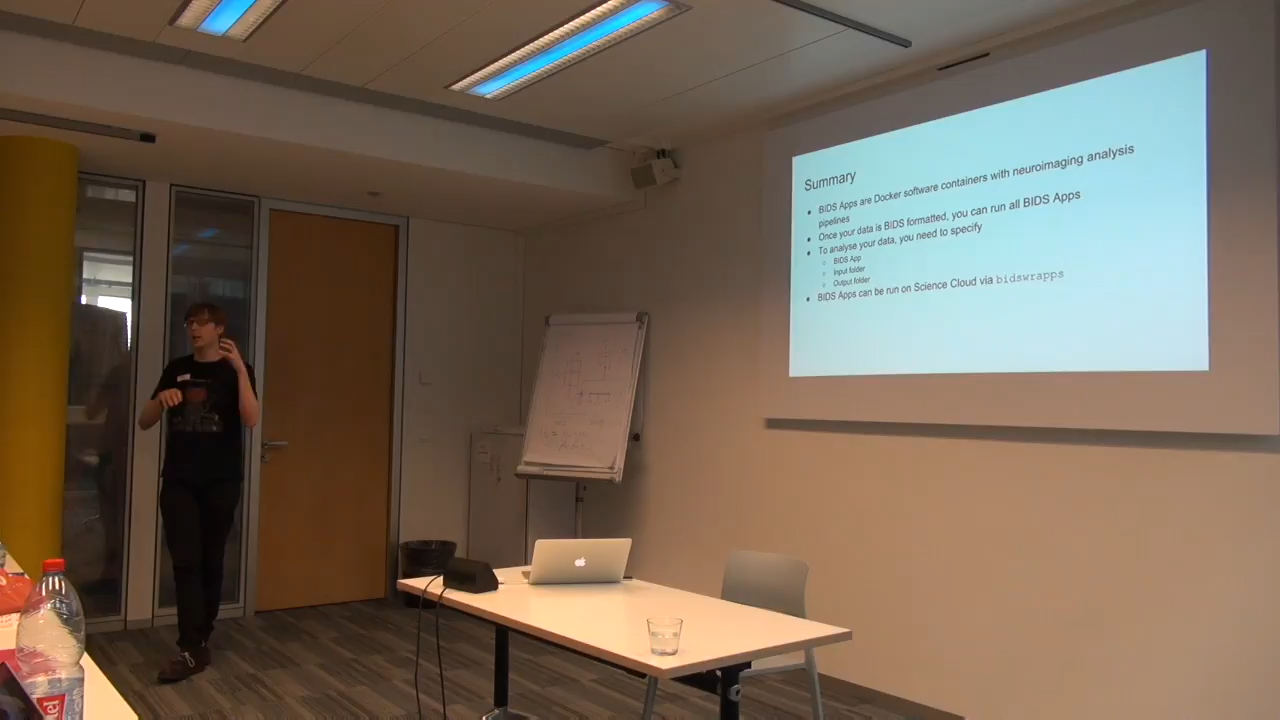 Summary
BIDS Apps are Docker software containers with neuroimaging analysis
pipelines
Once your data is BIDS formatted, you can run all BIDS Apps
To analyse your data, you need to specify
BIDS App
Input folder
Output folder
BIDS Apps can be run on Science Cloud via bidswrapps